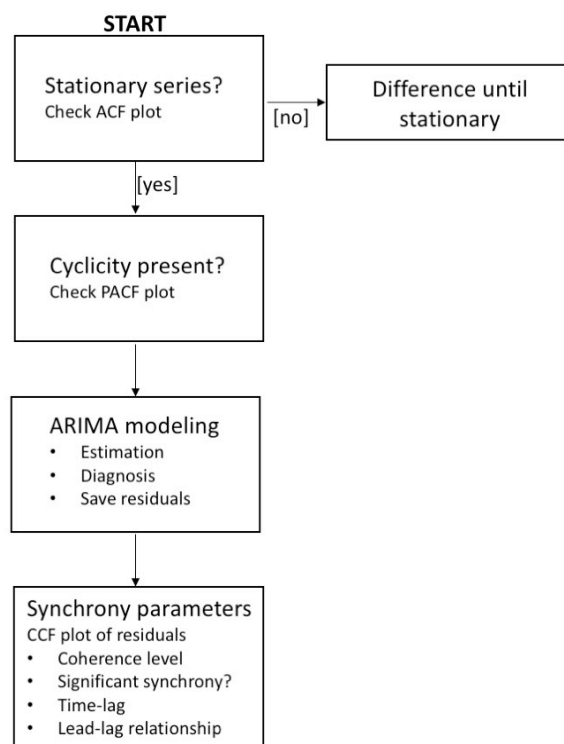 START
Stationary series?
Check ACF plot
[no]
Difference until
stationary
[yes]
Cyclicity present?
Check PACF plot
ARIMA modeling
• Estimation
• Diagnosis
• Save residuals
Synchrony parameters
CCF plot of residuals
• Coherence level
• Significant synchrony?
• Time-lag
• Lead-lag relationship